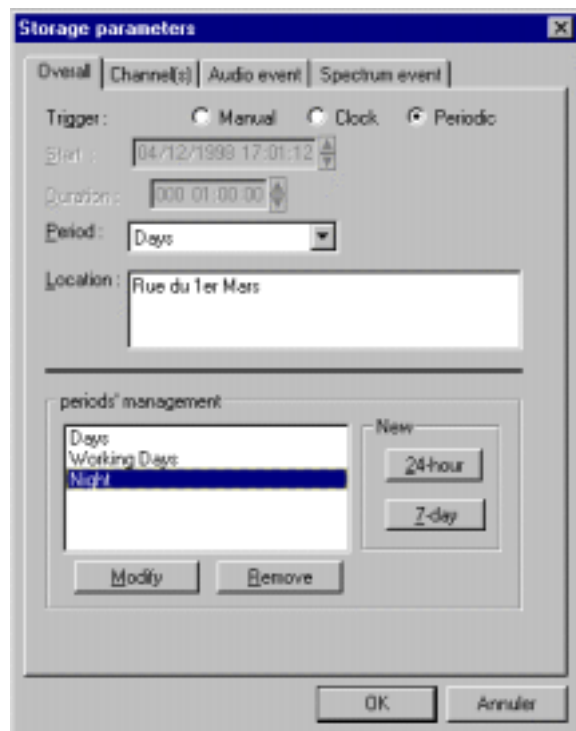 Storage parameters
Overall Channel(s) Audio event Spectrum event
Trigger : Manual Clock Periodic
Start : 04/12/1998 17:01:12
Duration : 000 01:00:00
Period : Days
Location : Rue du 1er Mars
periods' management
Days
Working Days
Night
New
24-hour
7-day
Modify Remove
OK Annuler